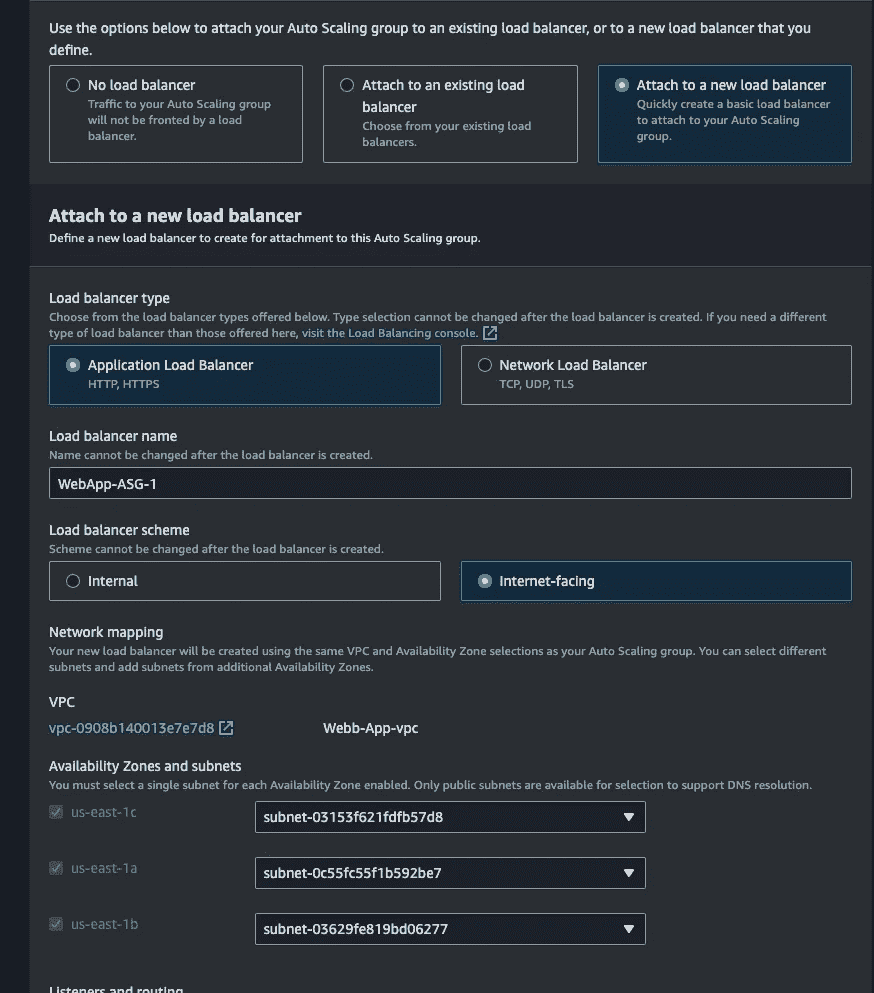 Use the options below to attach your Auto Scaling group to an existing load balancer, or to a new load balancer that you
define.
No load balancer
Traffic to your Auto Scaling group
will not be fronted by a load
balancer.
Attach to an existing load
balancer
Choose from your existing load
balancers.
Attach to a new load balancer
Quickly create a basic load balancer
to attach to your Auto Scaling
group.
Attach to a new load balancer
Define a new load balancer to create for attachment to this Auto Scaling group.
Load balancer type
Choose from the load balancer types offered below. Type selection cannot be changed after the load balancer is created. If you need a different
type of load balancer than those offered here, visit the Load Balancing console.
Application Load Balancer
HTTP, HTTPS
Network Load Balancer
TCP, UDP, TLS
Load balancer name
Name cannot be changed after the load balancer is created.
WebApp-ASG-1
Load balancer scheme
Scheme cannot be changed after the load balancer is created.
Internal
Internet-facing
Network mapping
Your new load balancer will be created using the same VPC and Availability Zone selections as your Auto Scaling group. You can select different
subnets and add subnets from additional Availability Zones.
VPC
vpc-0908b140013e7e7d8
Webb-App-vpc
Availability Zones and subnets
You must select a single subnet for each Availability Zone enabled. Only public subnets are available for selection to support DNS resolution.
us-east-1c
subnet-03153f621fdfb57d8
us-east-1a
subnet-0c55fc55f1b592be7
us-east-1b
subnet-03629fe819bd06277
Listeners and routing